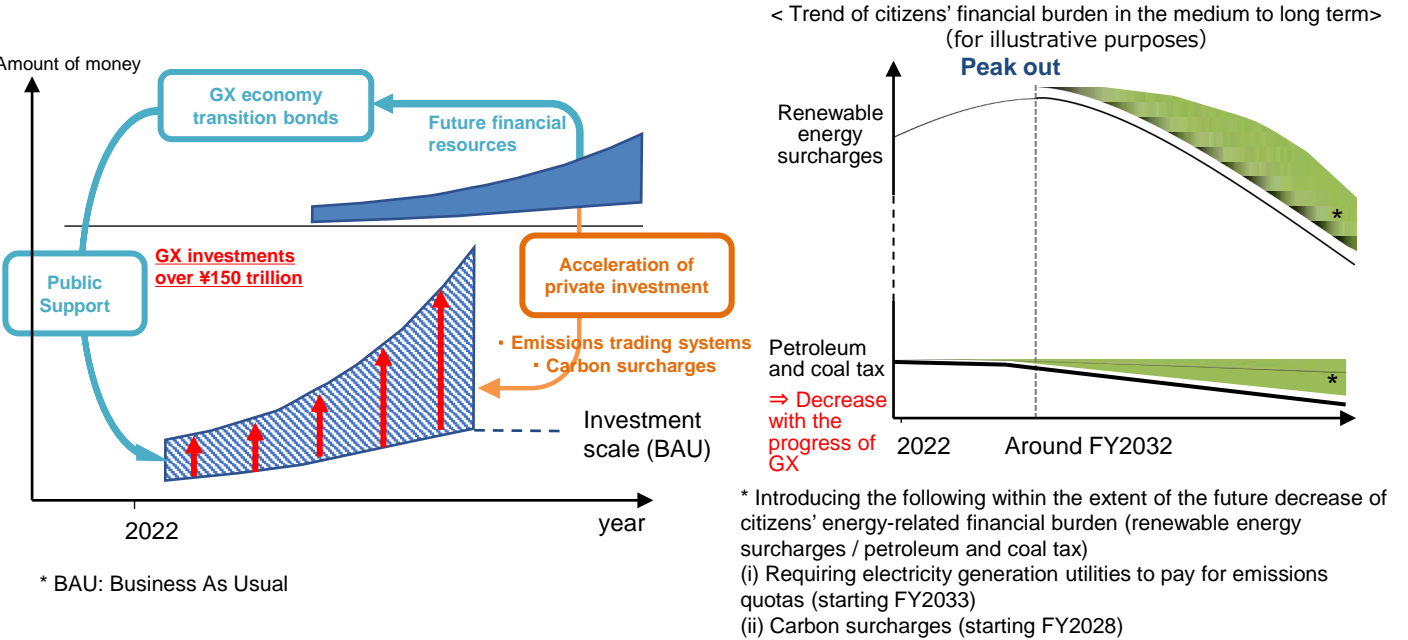 Amount of money
GX economy
transition bonds
Future financial
resources
GX investments
over ¥150 trillion
Public
Support
Acceleration of
private investment
・Emissions trading systems
・Carbon surcharges
Investment
scale (BAU)
2022
year
* BAU: Business As Usual
< Trend of citizens’ financial burden in the medium to long term>
(for illustrative purposes)
Peak out
Renewable
energy
surcharges
*
Petroleum
and coal tax
*
⇒ Decrease
with the
progress of
GX
2022
Around FY2032
* Introducing the following within the extent of the future decrease of
citizens’ energy-related financial burden (renewable energy
surcharges / petroleum and coal tax)
(i) Requiring electricity generation utilities to pay for emissions
quotas (starting FY2033)
(ii) Carbon surcharges (starting FY2028)